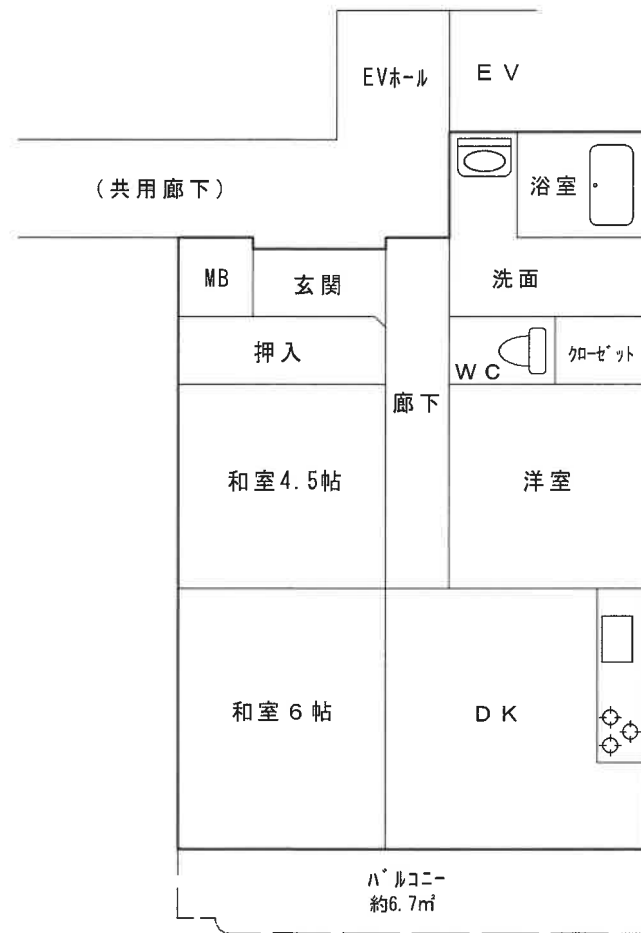 EVホール
ＥＶ
(共用廊下)
浴室
MB
玄関
洗面
押入
ＷＣ
クローゼット
廊下
和室4.5帖
洋室
和室６帖
ＤＫ
バルコニー
約6.7㎡